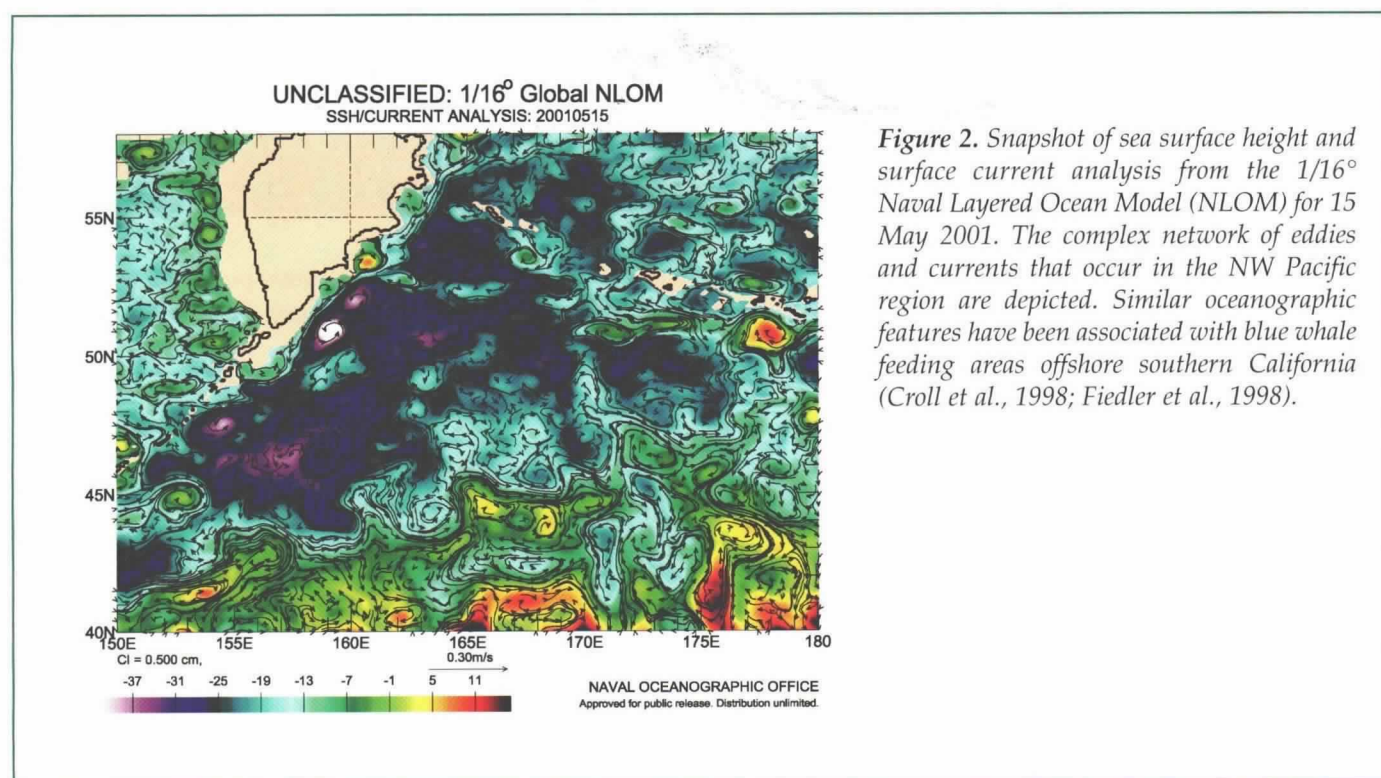 UNCLASSIFIED: 1/16° Global NLOM
SSH/CURRENT ANALYSIS: 20010515
55N
50N
45N
40N
150E 155E 160E 165E 170E 175E 180
CI = 0.500 cm,
0.30m/s
-37 -31 -25 -19 -13 -7 -1 5 11
NAVAL OCEANOGRAPHIC OFFICE
Approved for public release. Distribution unlimited.
Figure 2. Snapshot of sea surface height and
surface current analysis from the 1/16°
Naval Layered Ocean Model (NLOM) for 15
May 2001. The complex network of eddies
and currents that occur in the NW Pacific
region are depicted. Similar oceanographic
features have been associated with blue whale
feeding areas offshore southern California
(Croll et al., 1998; Fiedler et al., 1998).